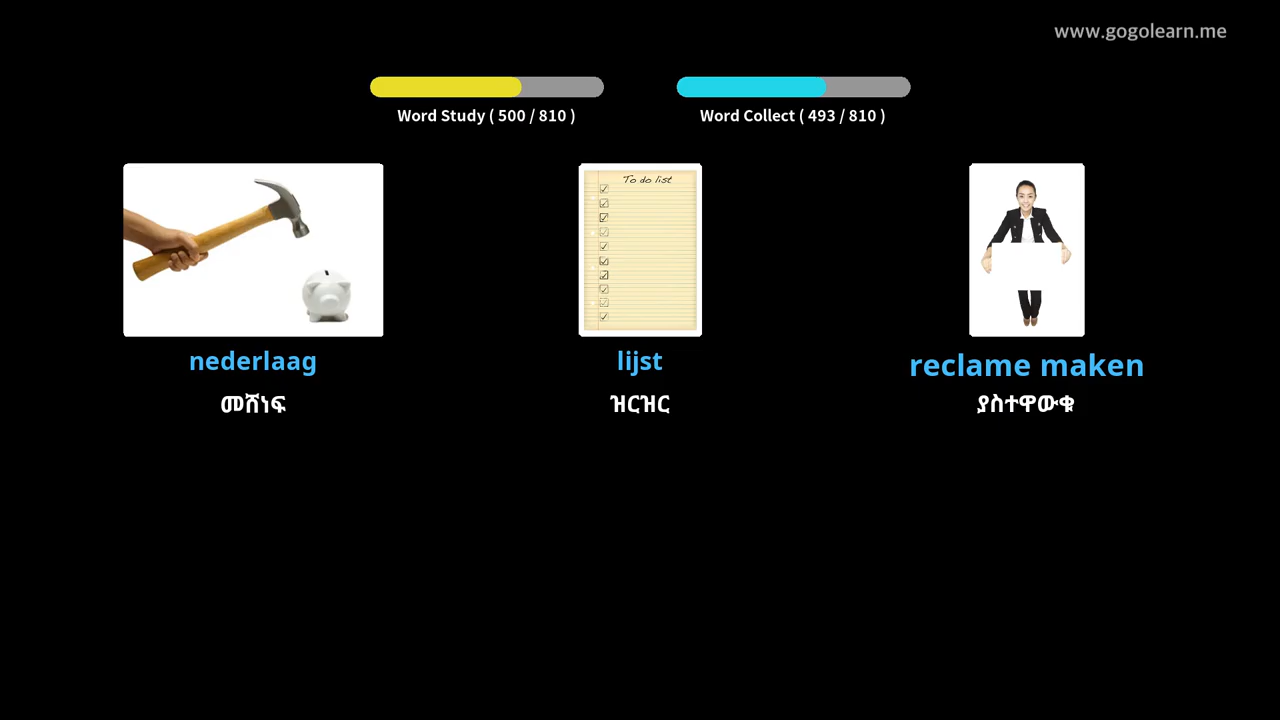 www.gogolearn.me
Word Study ( 500 / 810 )
Word Collect ( 493 / 810 )
To do list
nederlaag
lijst
reclame maken
መሸነፍ
ዝርዝር
ያስተዋውቁ